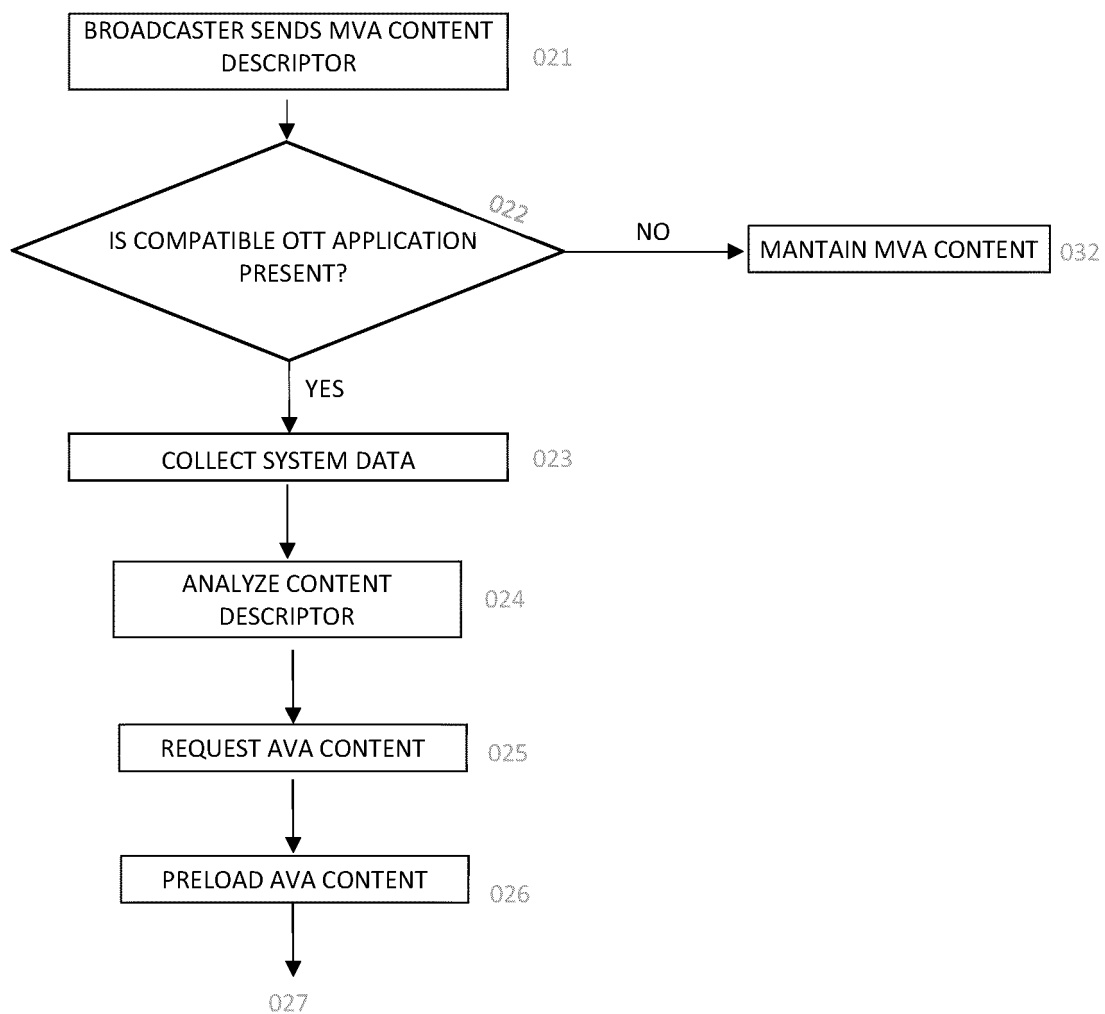 BROADCASTER SENDS MVA CONTENT
DESCRIPTOR
021
022
IS COMPATIBLE OTT APPLICATION
PRESENT?
NO
MANTAIN MVA CONTENT
032
YES
COLLECT SYSTEM DATA
023
ANALYZE CONTENT
DESCRIPTOR
024
REQUEST AVA CONTENT
025
PRELOAD AVA CONTENT
026
027